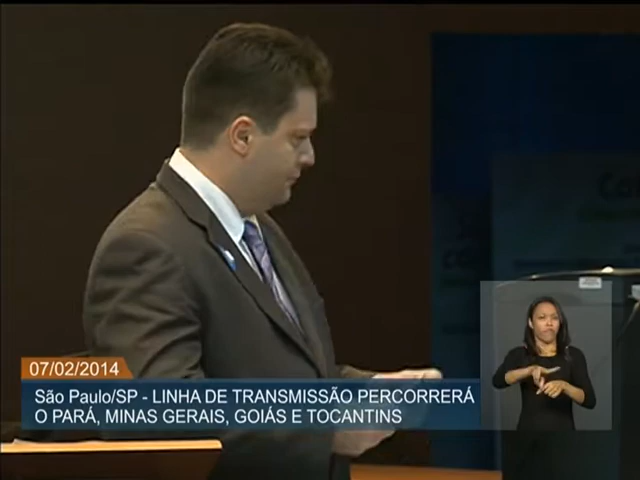 07/02/2014
São Paulo/SP - LINHA DE TRANSMISSÃO PERCORRERÁ
O PARÁ, MINAS GERAIS, GOIÁS E TOCANTINS